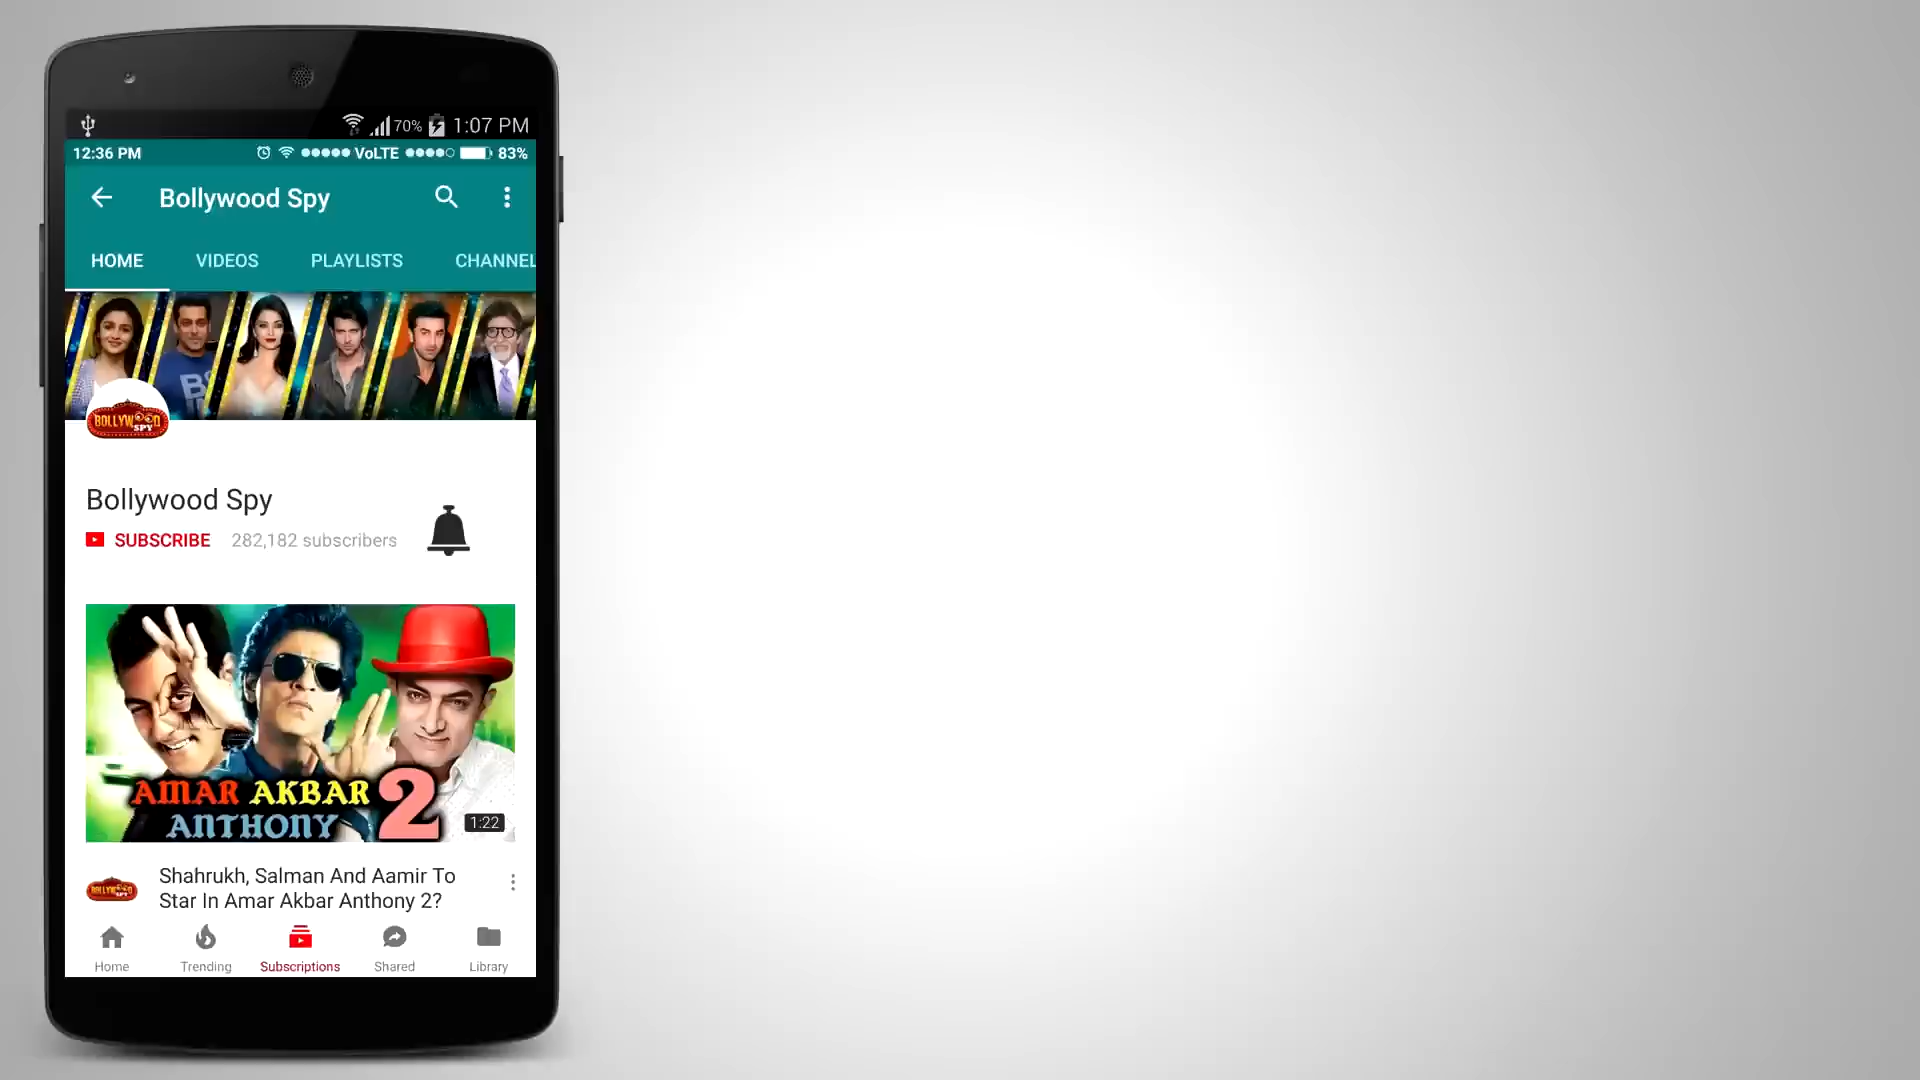 70% 1:07 PM
12:36 PM VoLTE 83%
Bollywood Spy
HOME VIDEOS PLAYLISTS CHANNEL
BOLLYWOOD
SPY
Bollywood Spy
SUBSCRIBE 282,182 subscribers
AMAR AKBAR 2
ANTHONY
1:22
Shahrukh, Salman And Aamir To
Star In Amar Akbar Anthony 2?
Home Trending Subscriptions Shared Library